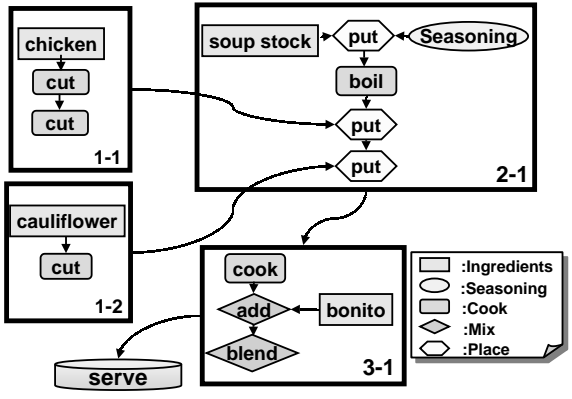 chicken
cut
cut
1-1
soup stock
put
Seasoning
boil
put
put
2-1
cauliflower
cut
1-2
cook
add
bonito
blend
3-1
serve
:Ingredients
:Seasoning
:Cook
:Mix
:Place